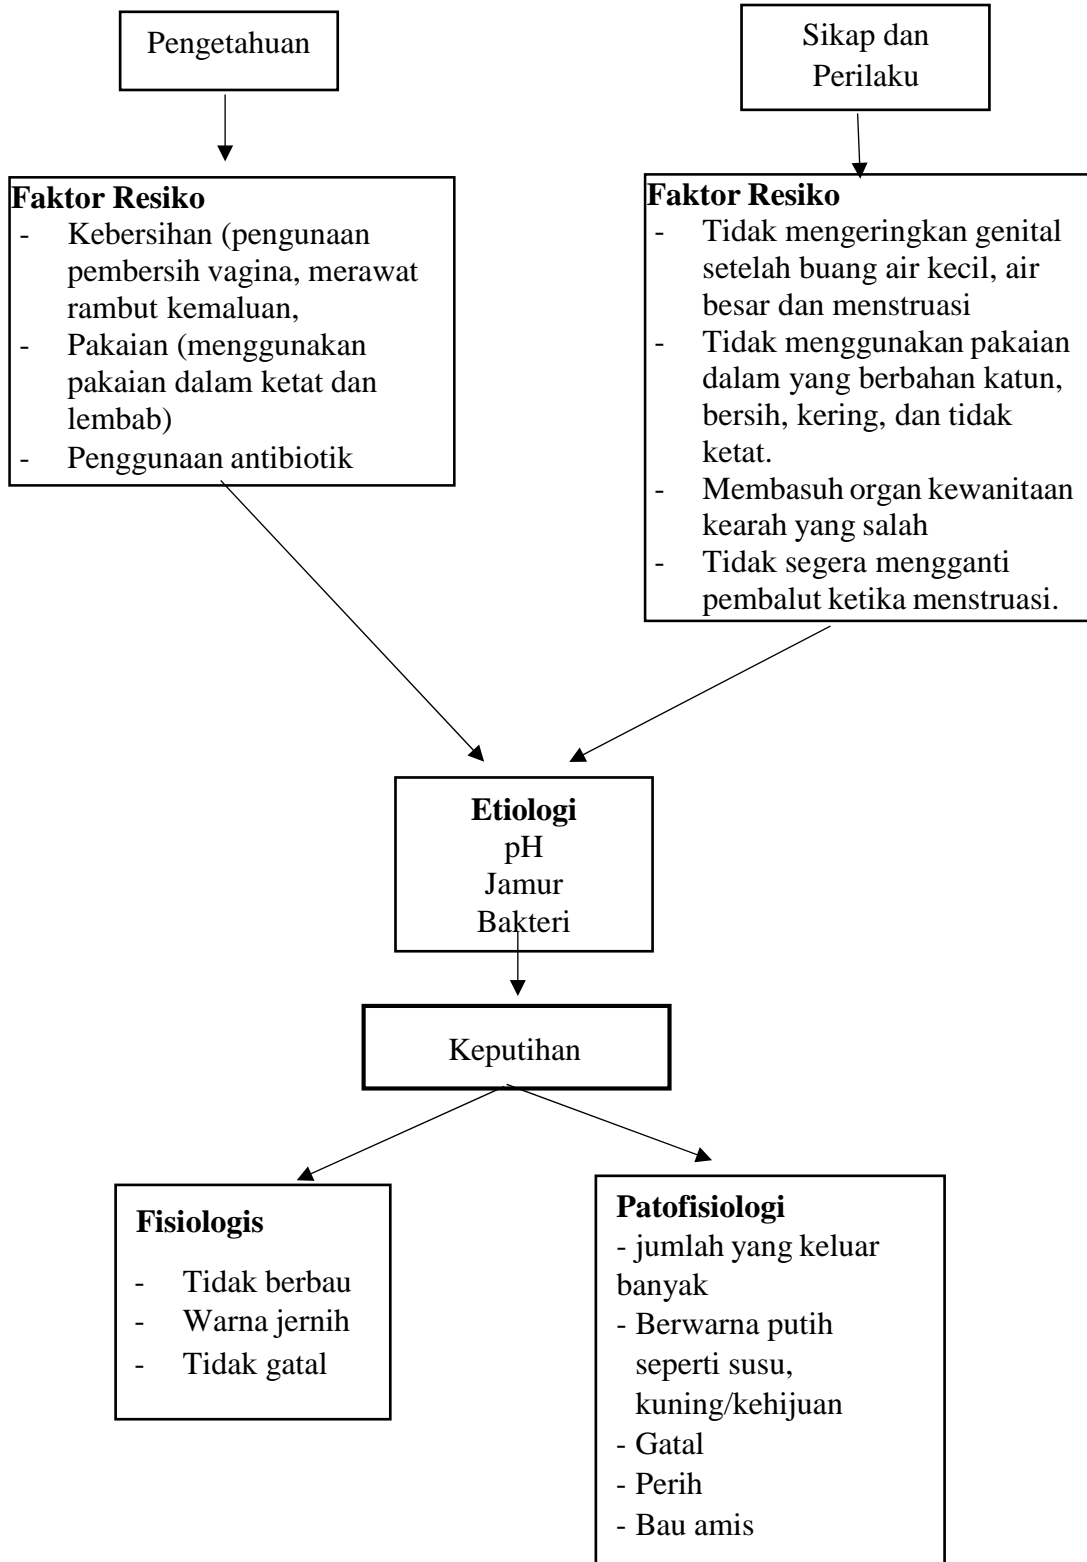 Pengetahuan
Sikap dan
Perilaku
Faktor Resiko
- Kebersihan (pengunaan
pembersih vagina, merawat
rambut kemaluan,
- Pakaian (menggunakan
pakaian dalam ketat dan
lembab)
- Penggunaan antibiotik
Faktor Resiko
- Tidak mengeringkan genital
setelah buang air kecil, air
besar dan menstruasi
- Tidak menggunakan pakaian
dalam yang berbahan katun,
bersih, kering, dan tidak
ketat.
- Membasuh organ kewanitaan
kearah yang salah
- Tidak segera mengganti
pembalut ketika menstruasi.
Etiologi
pH
Jamur
Bakteri
Keputihan
Fisiologis
- Tidak berbau
- Warna jernih
- Tidak gatal
Patofisiologi
- jumlah yang keluar
banyak
- Berwarna putih
seperti susu,
kuning/kehijuan
- Gatal
- Perih
- Bau amis